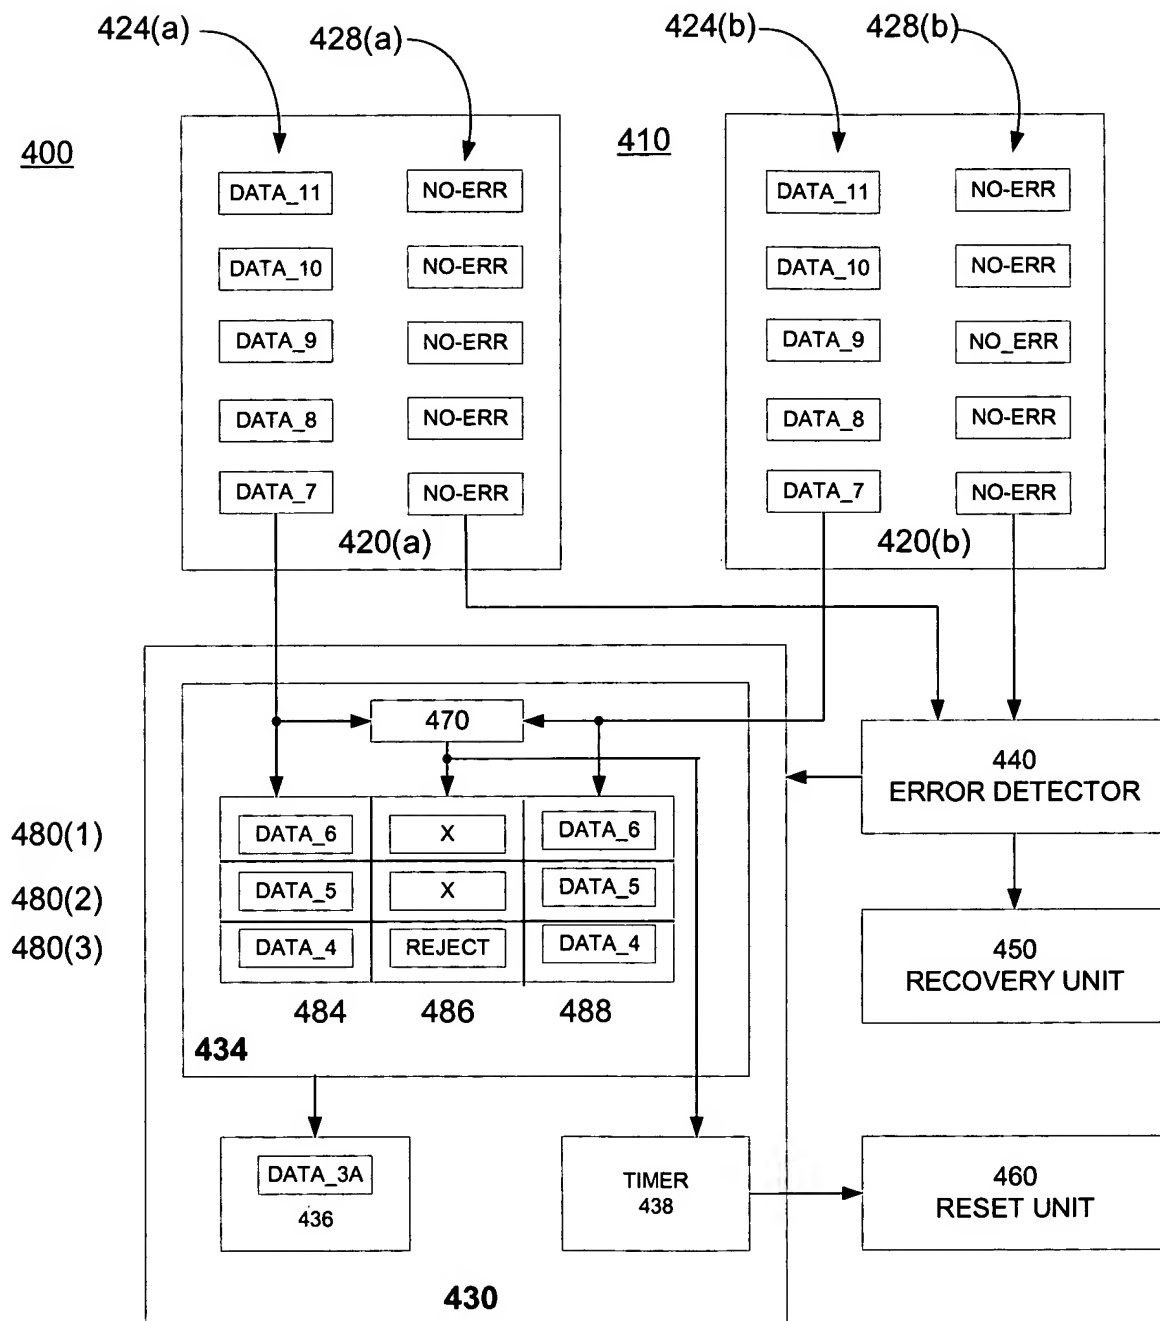 424(a)
428(a)
424(b)
428(b)
400
410
DATA_11
NO-ERR
DATA_11
NO-ERR
DATA_10
NO-ERR
DATA_10
NO-ERR
DATA_9
NO-ERR
DATA_9
NO_ERR
DATA_8
NO-ERR
DATA_8
NO-ERR
DATA_7
NO-ERR
DATA_7
NO-ERR
420(a)
420(b)
470
440
ERROR DETECTOR
480(1)
DATA_6
X
DATA_6
480(2)
DATA_5
X
DATA_5
480(3)
DATA_4
REJECT
DATA_4
450
RECOVERY UNIT
484
486
488
434
DATA_3A
436
TIMER
438
460
RESET UNIT
430